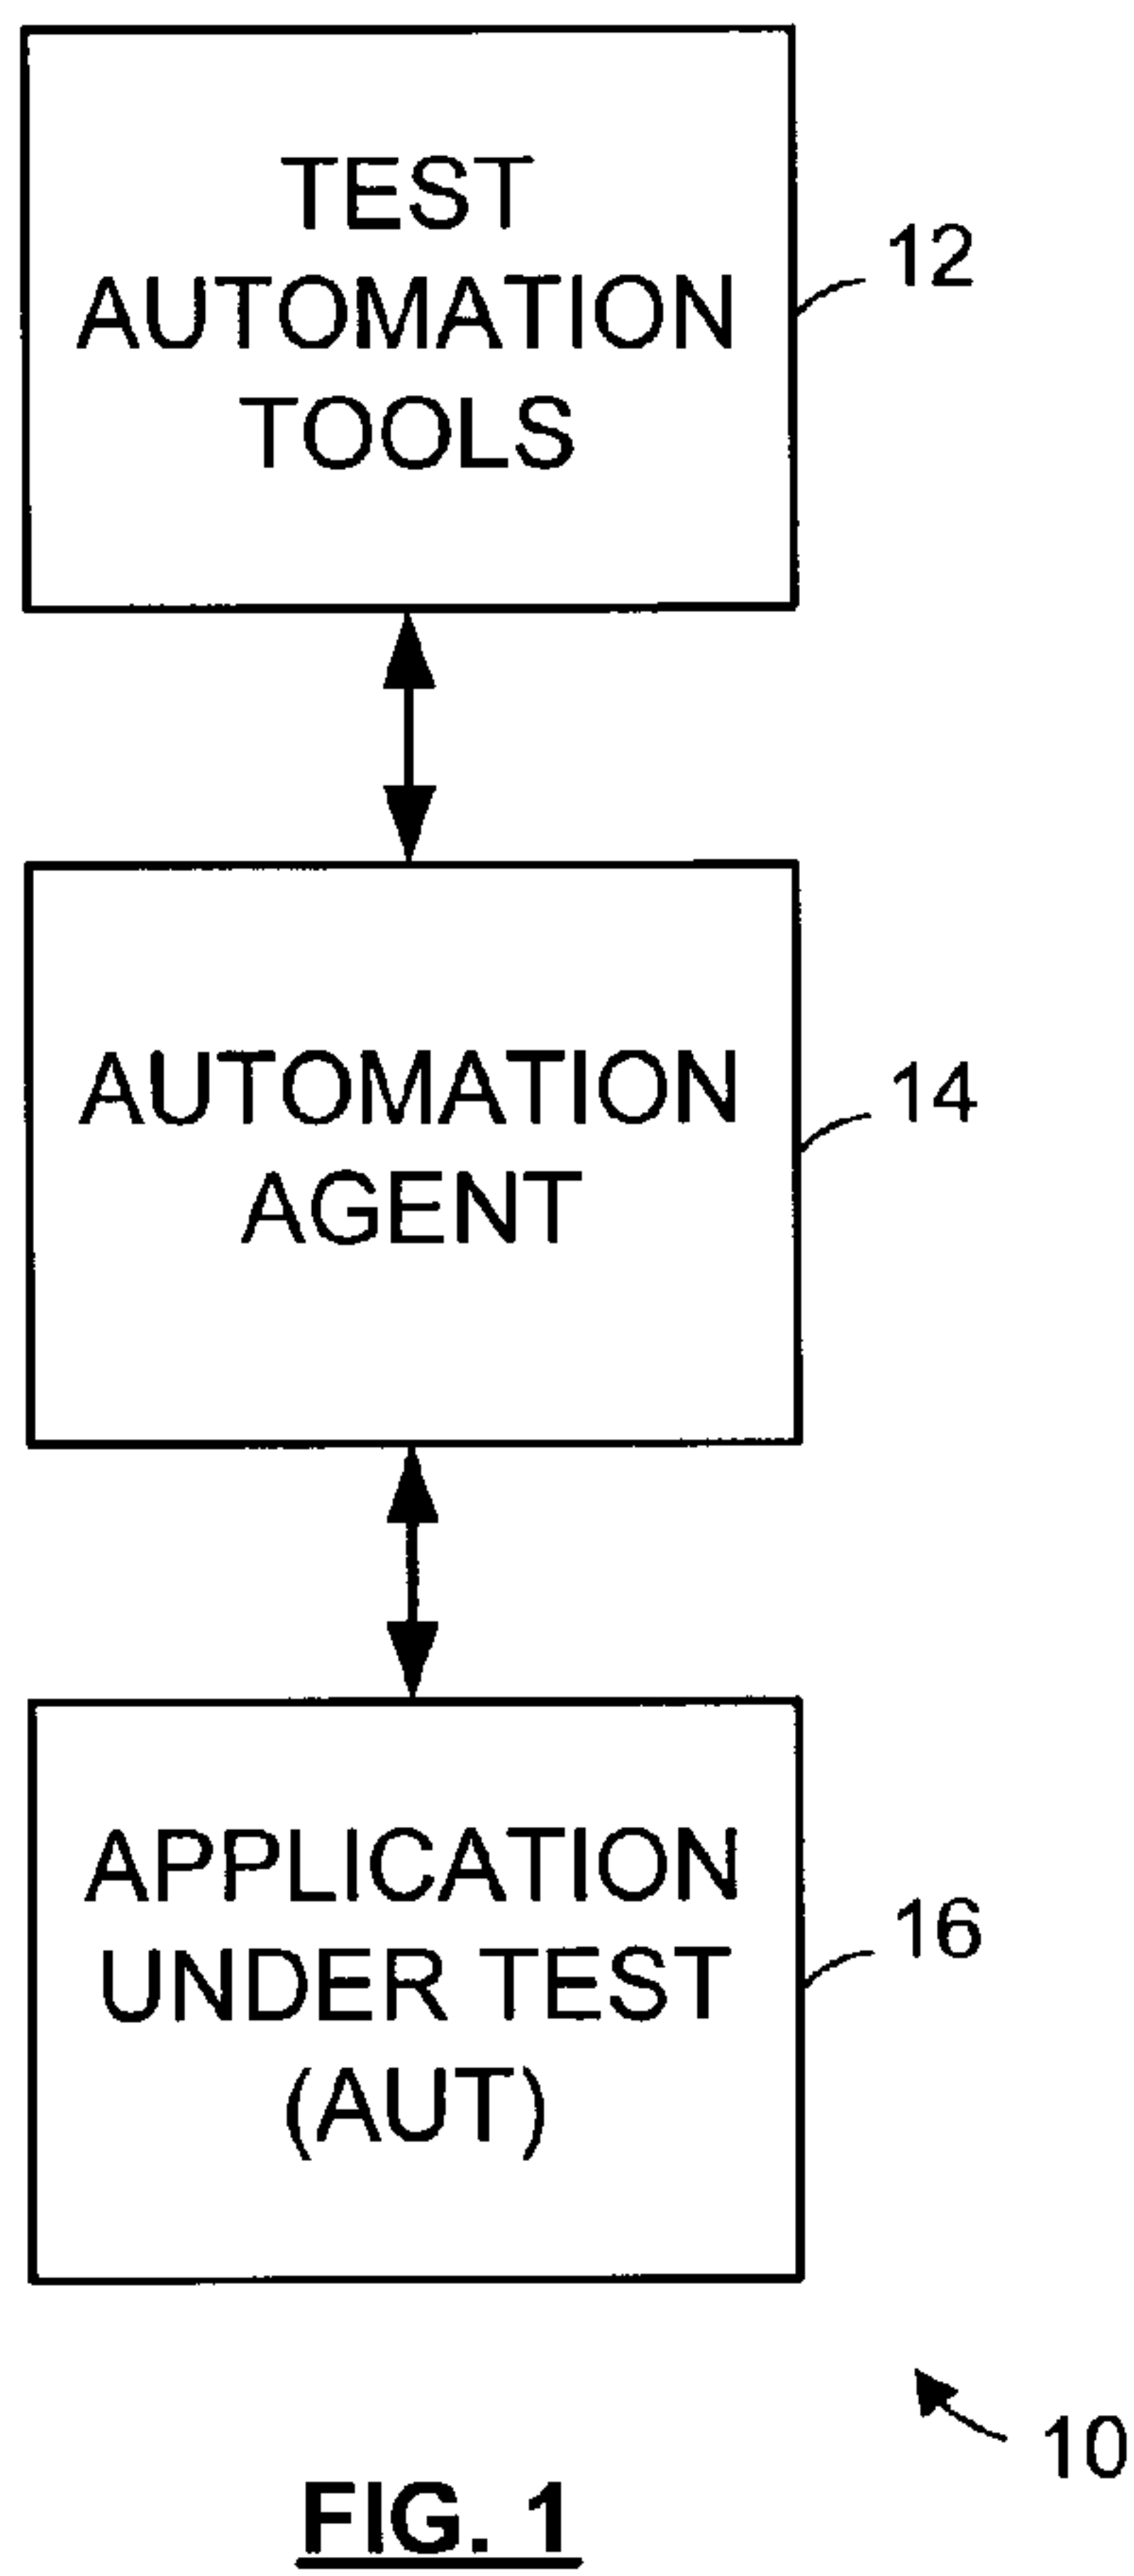 TEST
AUTOMATION
TOOLS
12
AUTOMATION
AGENT
14
APPLICATION
UNDER TEST
(AUT)
16
10
FIG. 1